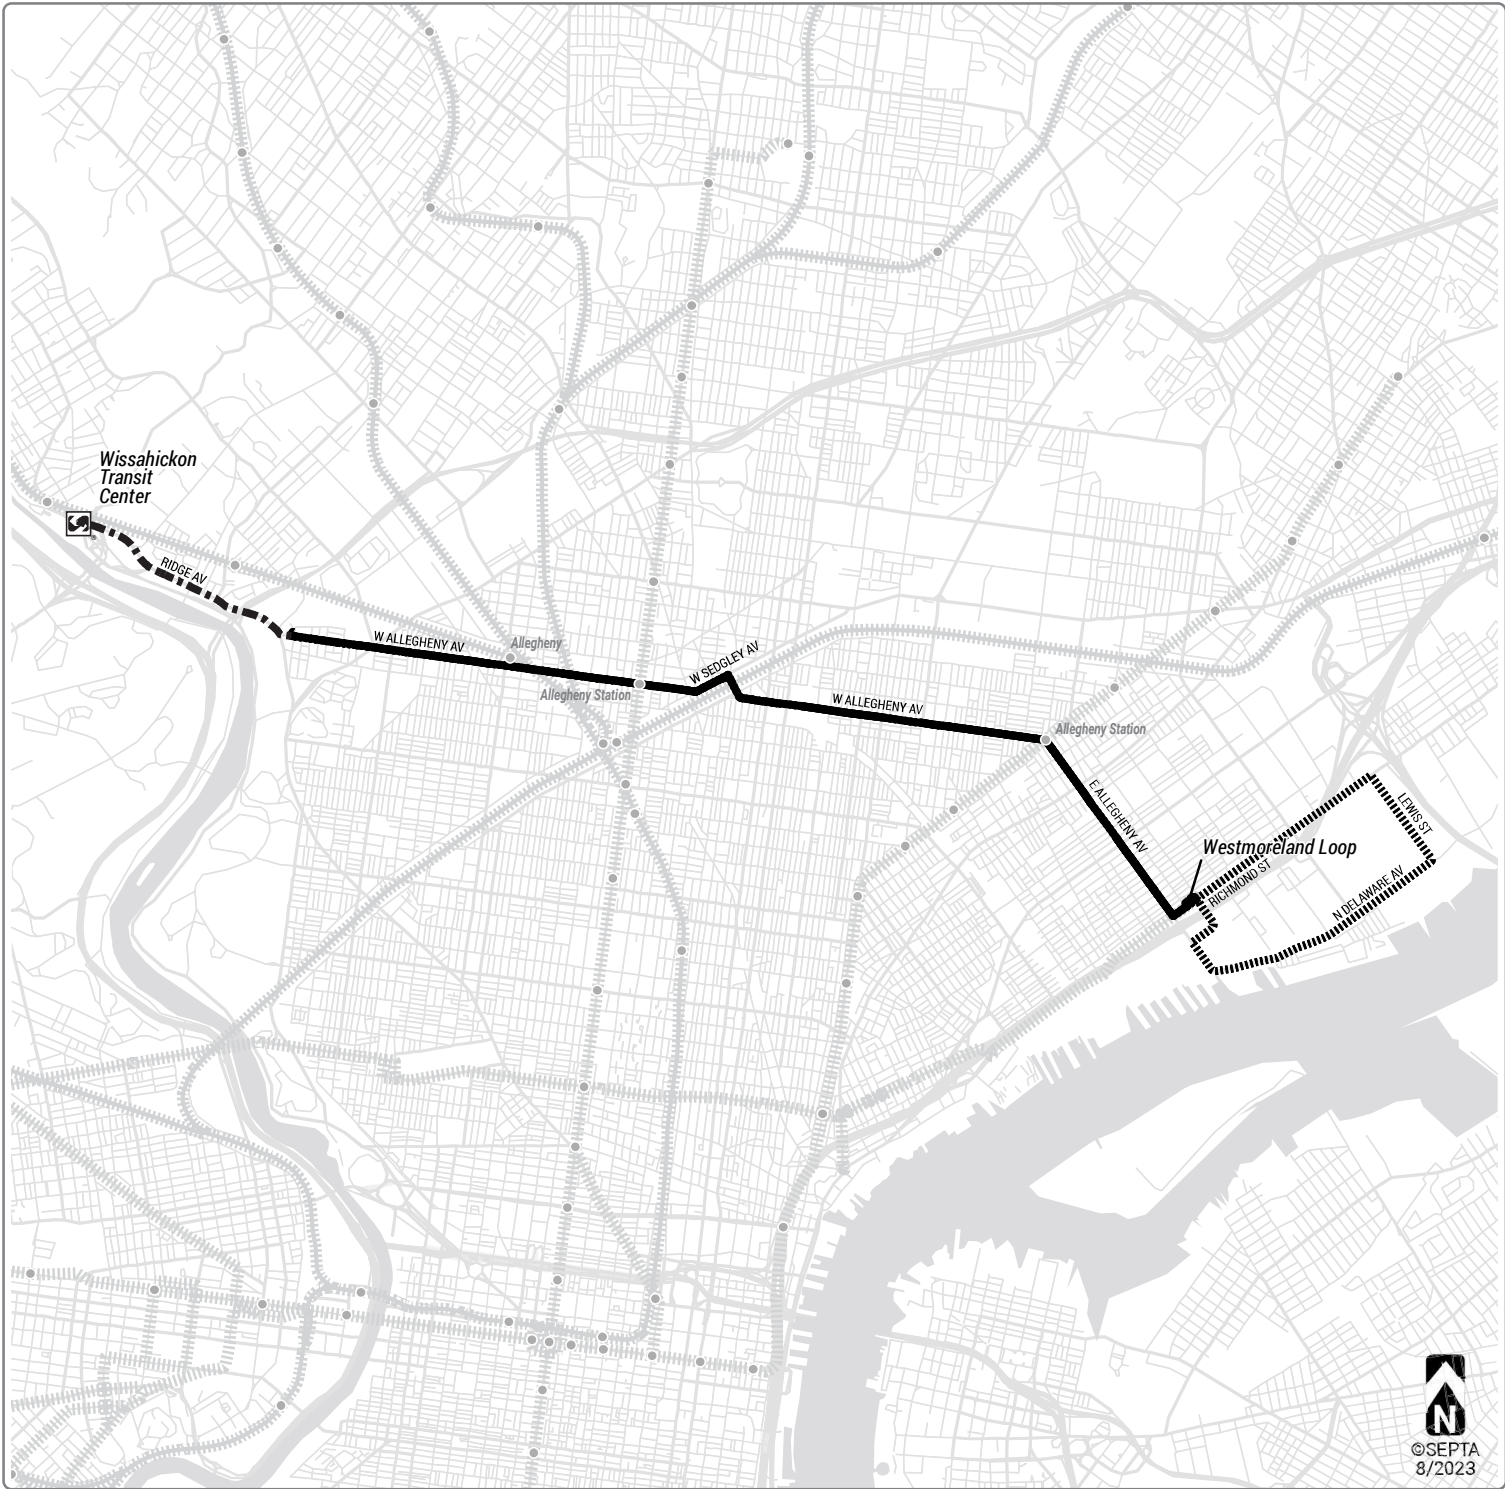 Wissahickon
Transit
Center
RIDGE AV
W ALLEGHENY AV
Allegheny
Allegheny Station
W SEDGLEY AV
W ALLEGHENY AV
Allegheny Station
E ALLEGHENY AV
LEWIS ST
Westmoreland Loop
RICHMOND ST
N DELAWARE AV
N
©SEPTA
8/2023